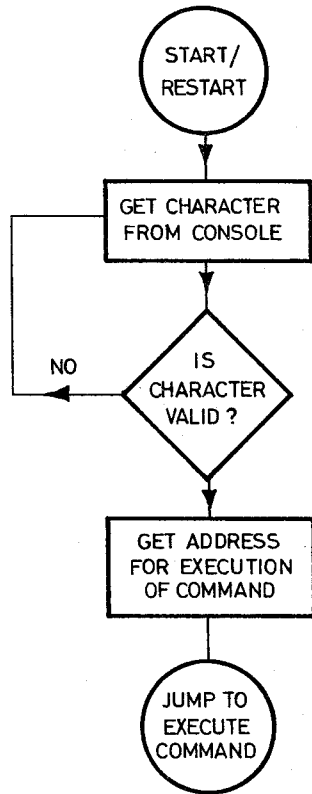 START/
RESTART
GET CHARACTER
FROM CONSOLE
IS
CHARACTER
VALID ?
NO
GET ADDRESS
FOR EXECUTION
OF COMMAND
JUMP TO
EXECUTE
COMMAND